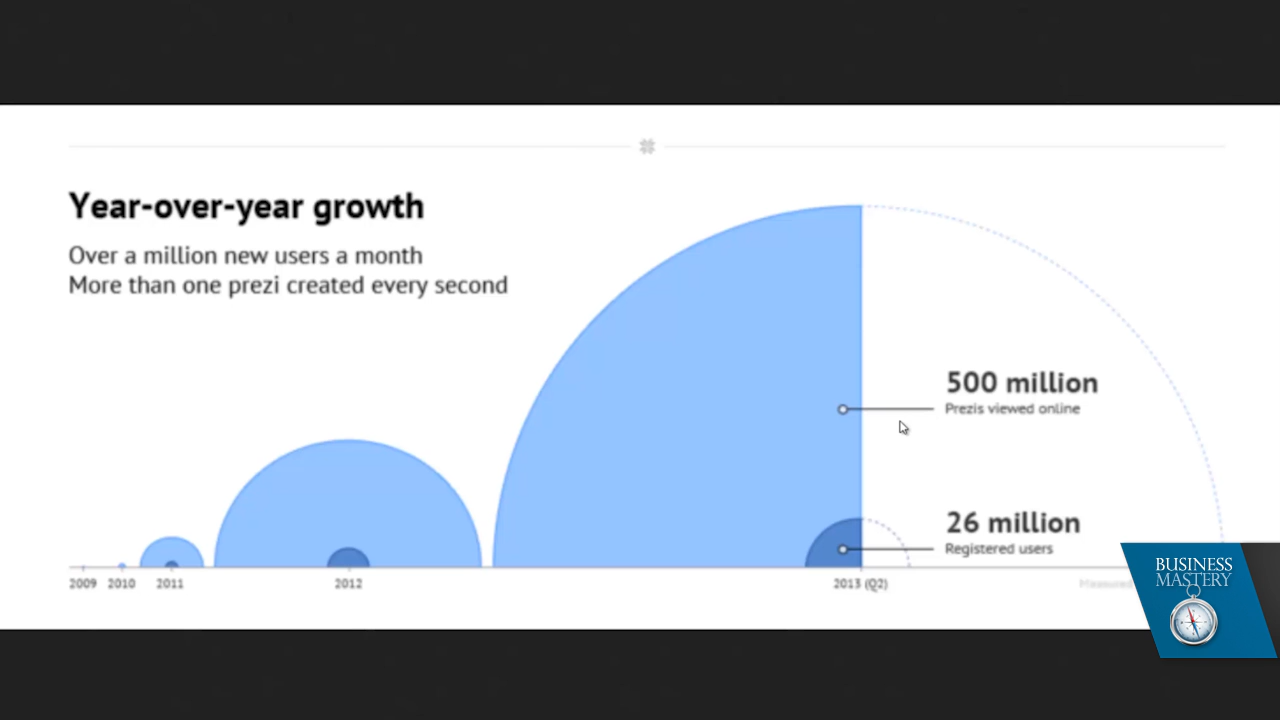 Year-over-year growth
Over a million new users a month
More than one prezi created every second
500 million
Prezis viewed online
26 million
Registered users
2009 2010 2011 2012 2013 (Q2)
Measured
BUSINESS
MASTERY